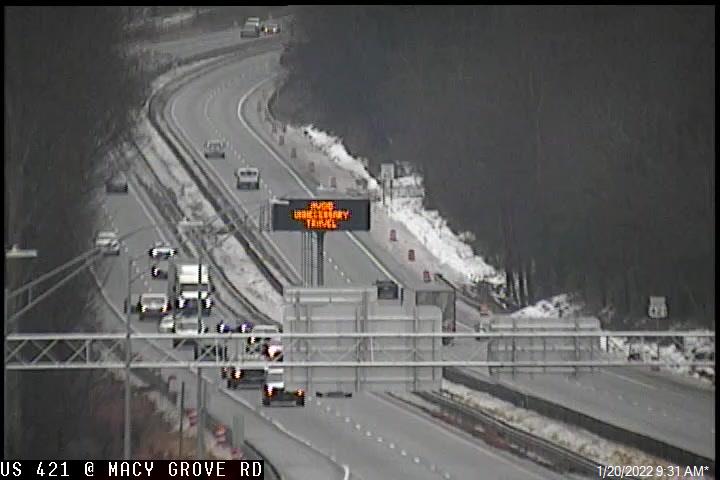 AVOID
UNNECESSARY
TRAVEL
US 421 @ MACY GROVE RD
1/20/2022 9:31 AM*